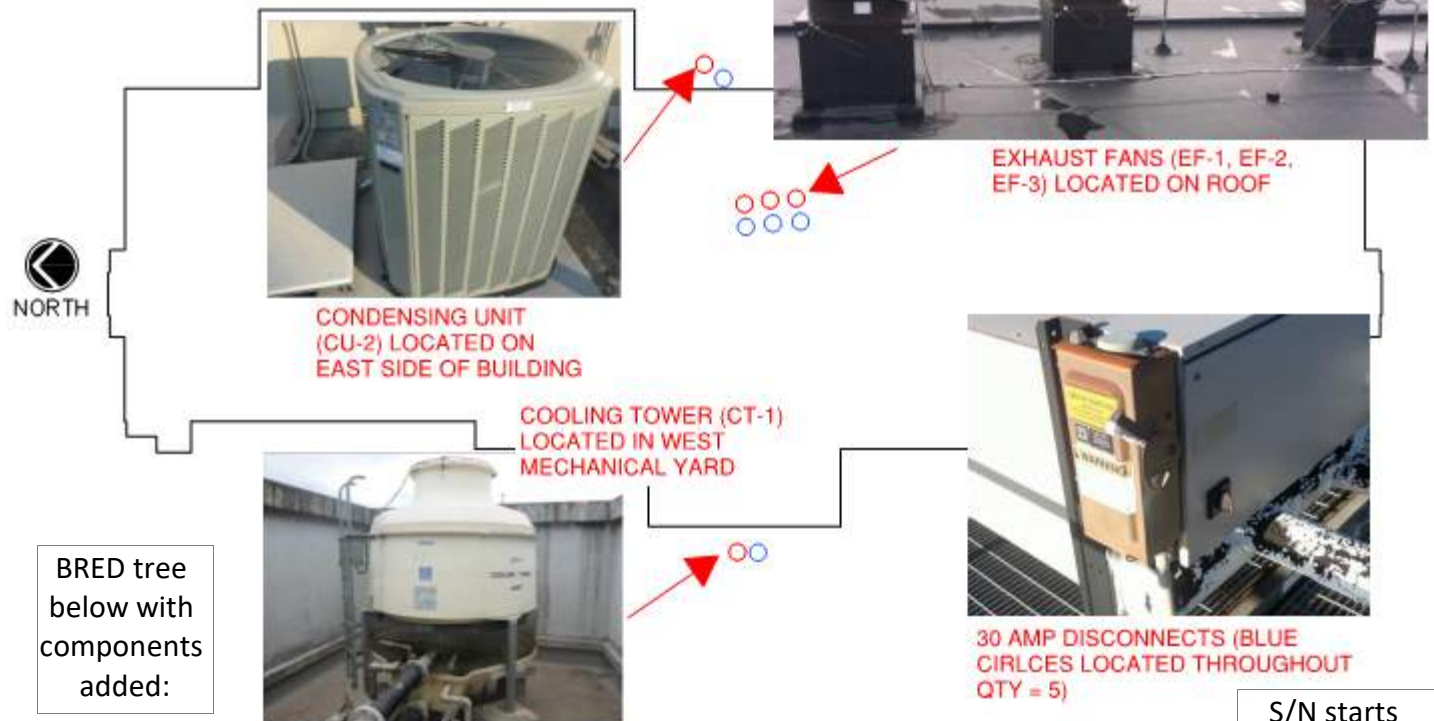 EXHAUST FANS (EF-1, EF-2,
EF-3) LOCATED ON ROOF
NORTH
CONDENSING UNIT
(CU-2) LOCATED ON
EAST SIDE OF BUILDING
COOLING TOWER (CT-1)
LOCATED IN WEST
MECHANICAL YARD
WARNING
BRED tree
below with
components
added:
30 AMP DISCONNECTS (BLUE
CIRLCES LOCATED THROUGHOUT
QTY = 5)
S/N starts